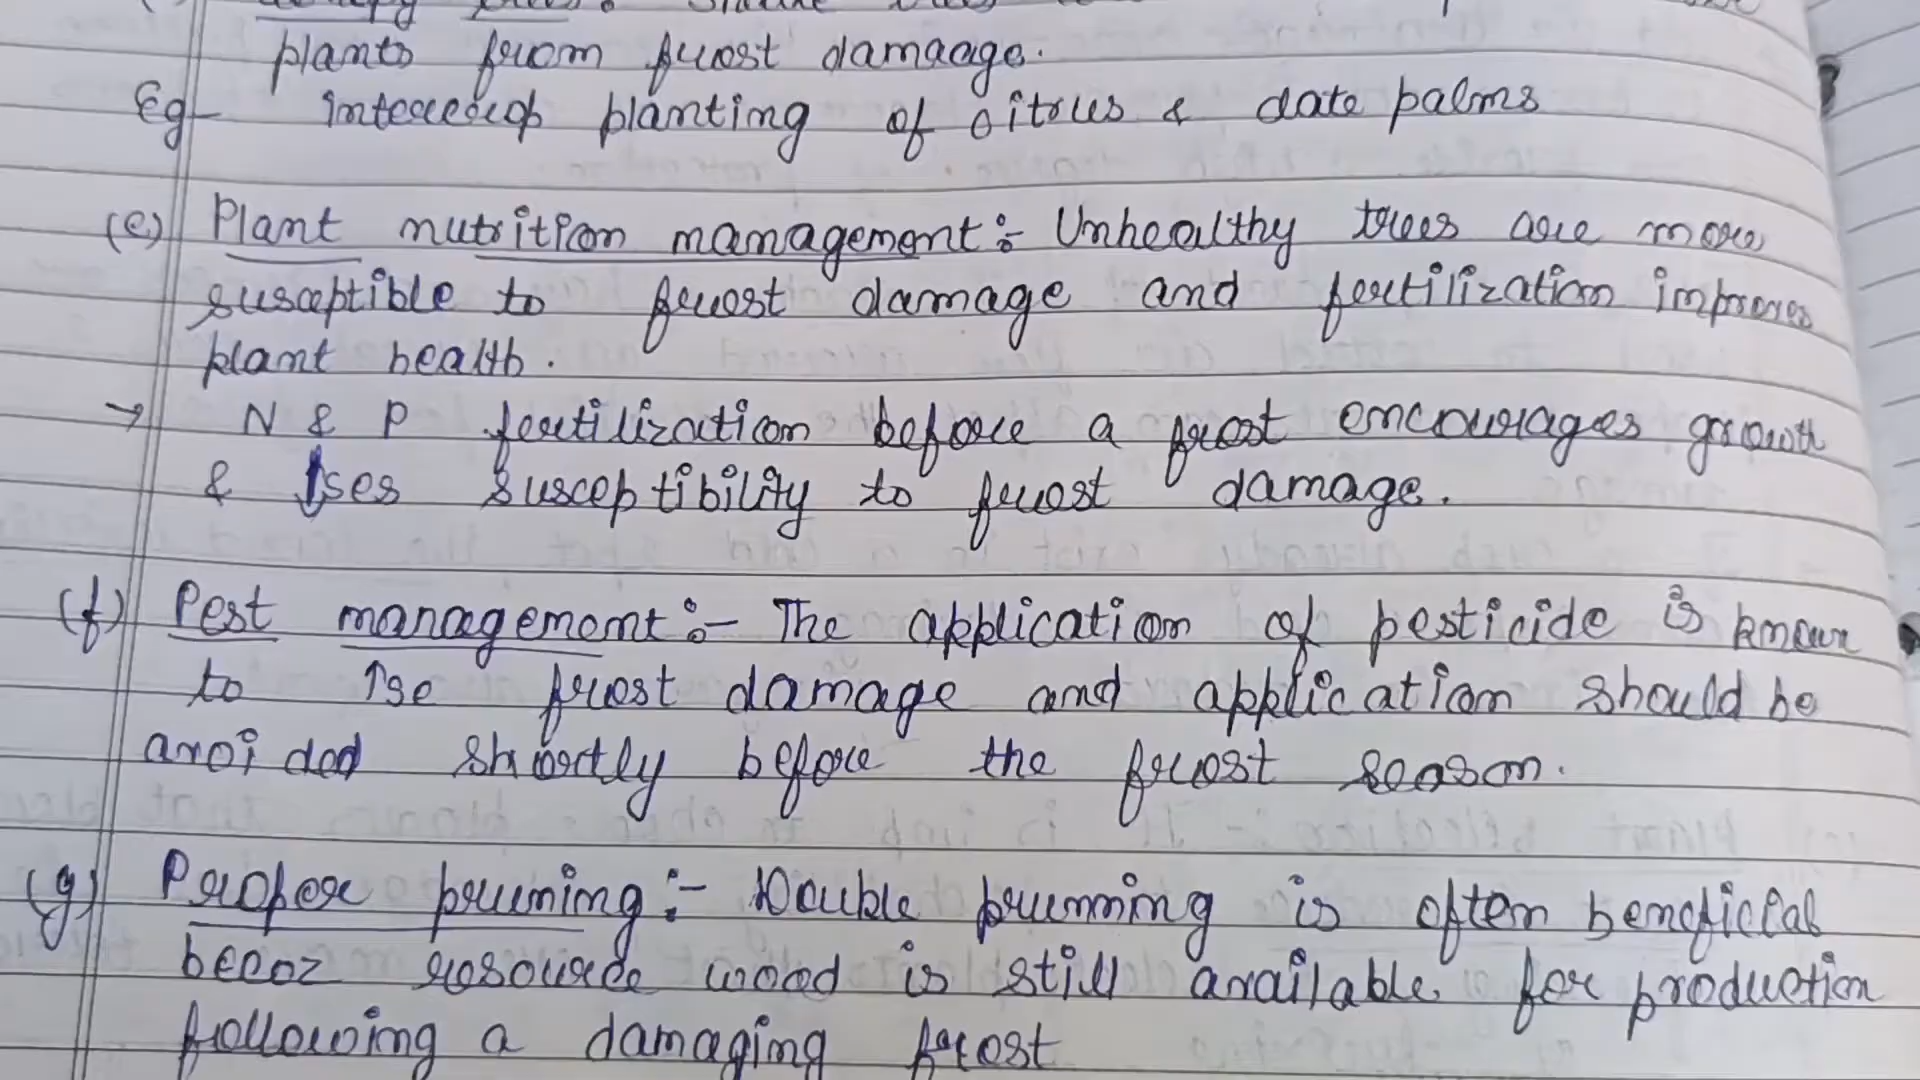 canopy trees:
plants from frost damage.
Eg - Intercrop planting of citrus & date palms
(e) Plant nutrition management :- Unhealthy trees are more
susceptible to frost damage and fertilization improves
plant health.
→ N & P fertilization before a frost encourages growth
& ↑ses susceptibility to frost damage.
(f) Pest management :- The application of pesticide is known
to ↑se frost damage and application should be
avoided shortly before the frost season.
(g) Proper pruning :- Double prunning is often beneficial
becoz resource wood is still available for production
following a damaging frost